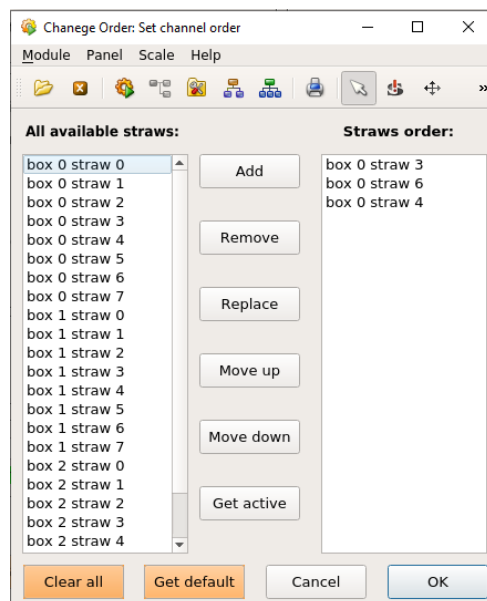 Chanege Order: Set channel order
Module Panel Scale Help
»
All available straws:
box 0 straw 0
box 0 straw 1
box 0 straw 2
box 0 straw 3
box 0 straw 4
box 0 straw 5
box 0 straw 6
box 0 straw 7
box 1 straw 0
box 1 straw 1
box 1 straw 2
box 1 straw 3
box 1 straw 4
box 1 straw 5
box 1 straw 6
box 1 straw 7
box 2 straw 0
box 2 straw 1
box 2 straw 2
box 2 straw 3
box 2 straw 4
Add
Remove
Replace
Move up
Move down
Get active
Straws order:
box 0 straw 3
box 0 straw 6
box 0 straw 4
Clear all
Get default
Cancel
OK